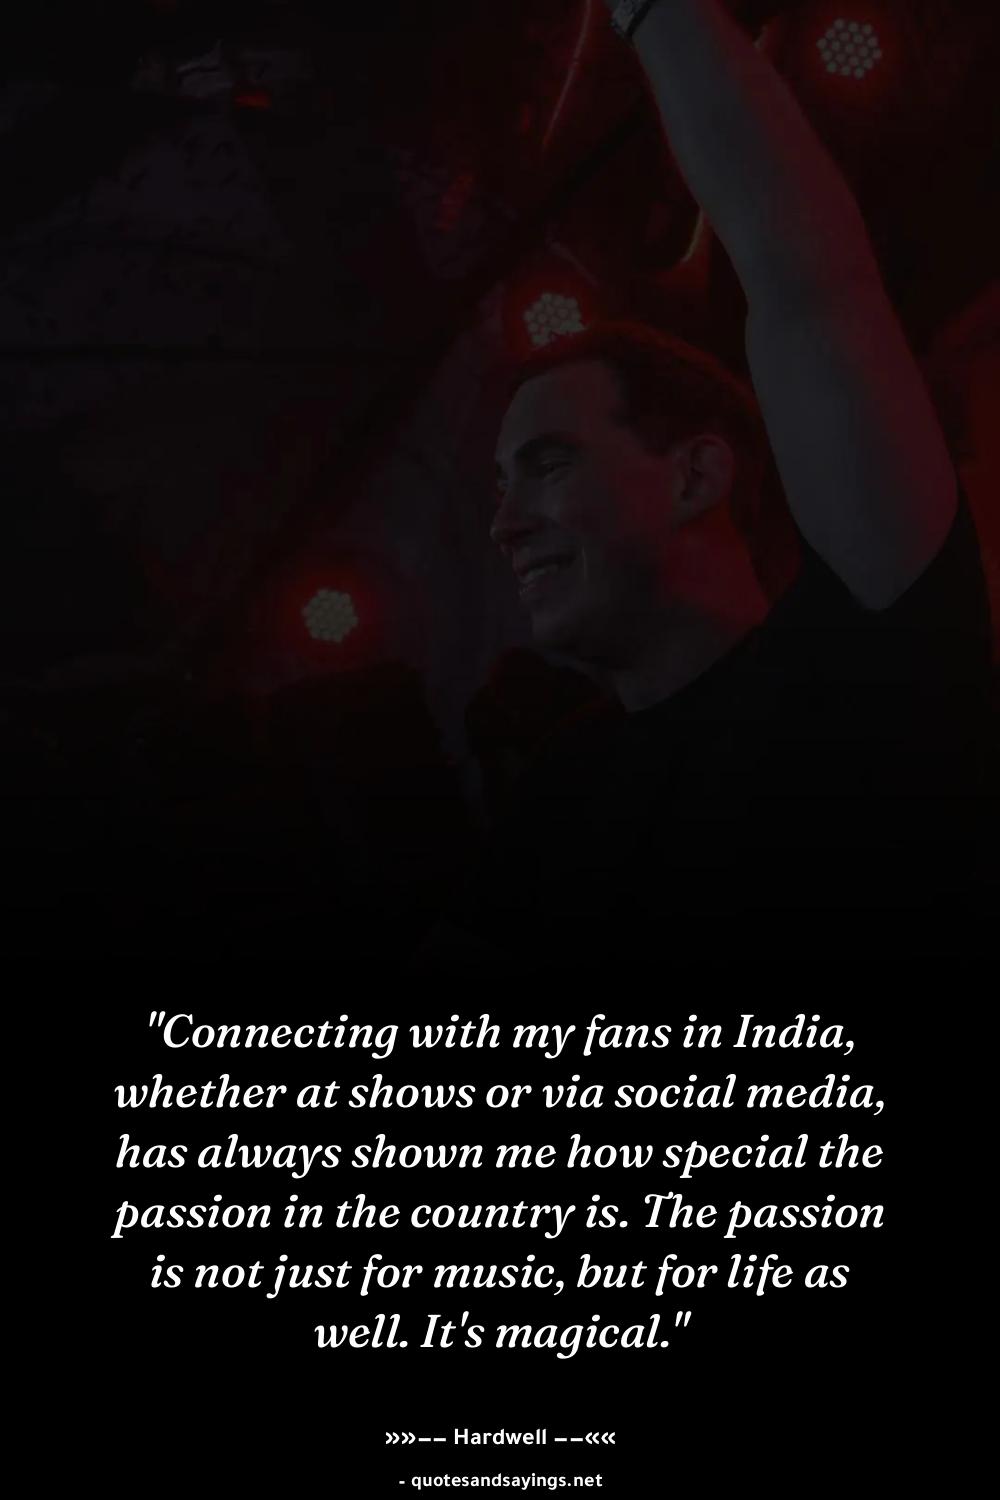 "Connecting with my fans in India,
whether at shows or via social media,
has always shown me how special the
passion in the country is. The passion
is not just for music, but for life as
well. It's magical."
»»−− Hardwell −−««
- quotesandsayings.net